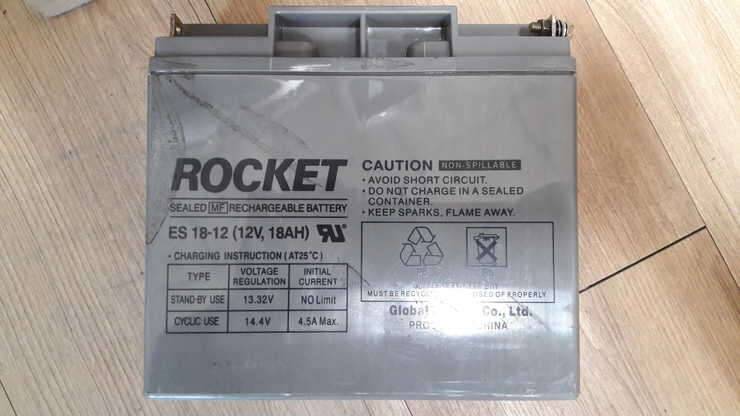 ROCKET
SEALED MF RECHARGEABLE BATTERY
ES 18-12 (12V, 18AH)
• CHARGING INSTRUCTION (AT25°C)
TYPE VOLTAGE REGULATION INITIAL CURRENT
STAND-BY USE 13.32V NO Limit
CYCLIC USE 14.4V 4.5A Max.
CAUTION NON-SPILLABLE
• AVOID SHORT CIRCUIT.
• DO NOT CHARGE IN A SEALED
CONTAINER.
• KEEP SPARKS, FLAME AWAY.
MUST BE OF PROPERLY
Global Co., Ltd.